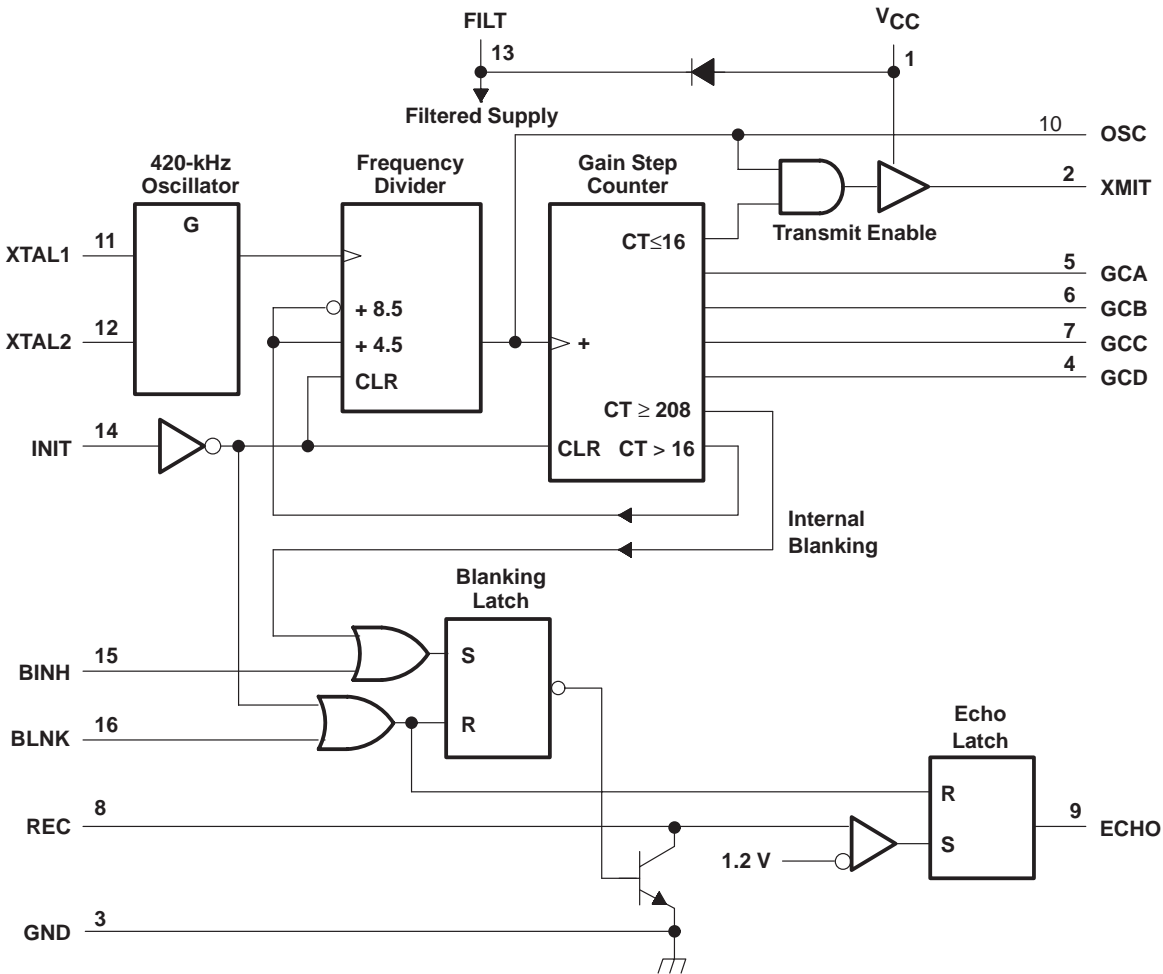 FILT
VCC
13
1
Filtered Supply
10
OSC
420-kHz
Oscillator
Frequency
Divider
Gain Step
Counter
G
2
XMIT
Transmit Enable
XTAL1
11
CT≤16
5
GCA
+ 8.5
6
GCB
XTAL2
12
+ 4.5
+
7
GCC
CLR
4
GCD
CT ≥ 208
INIT
14
CLR
CT > 16
Internal
Blanking
Blanking
Latch
BINH
15
S
BLNK
16
R
Echo
Latch
R
REC
8
9
ECHO
1.2 V
S
GND
3